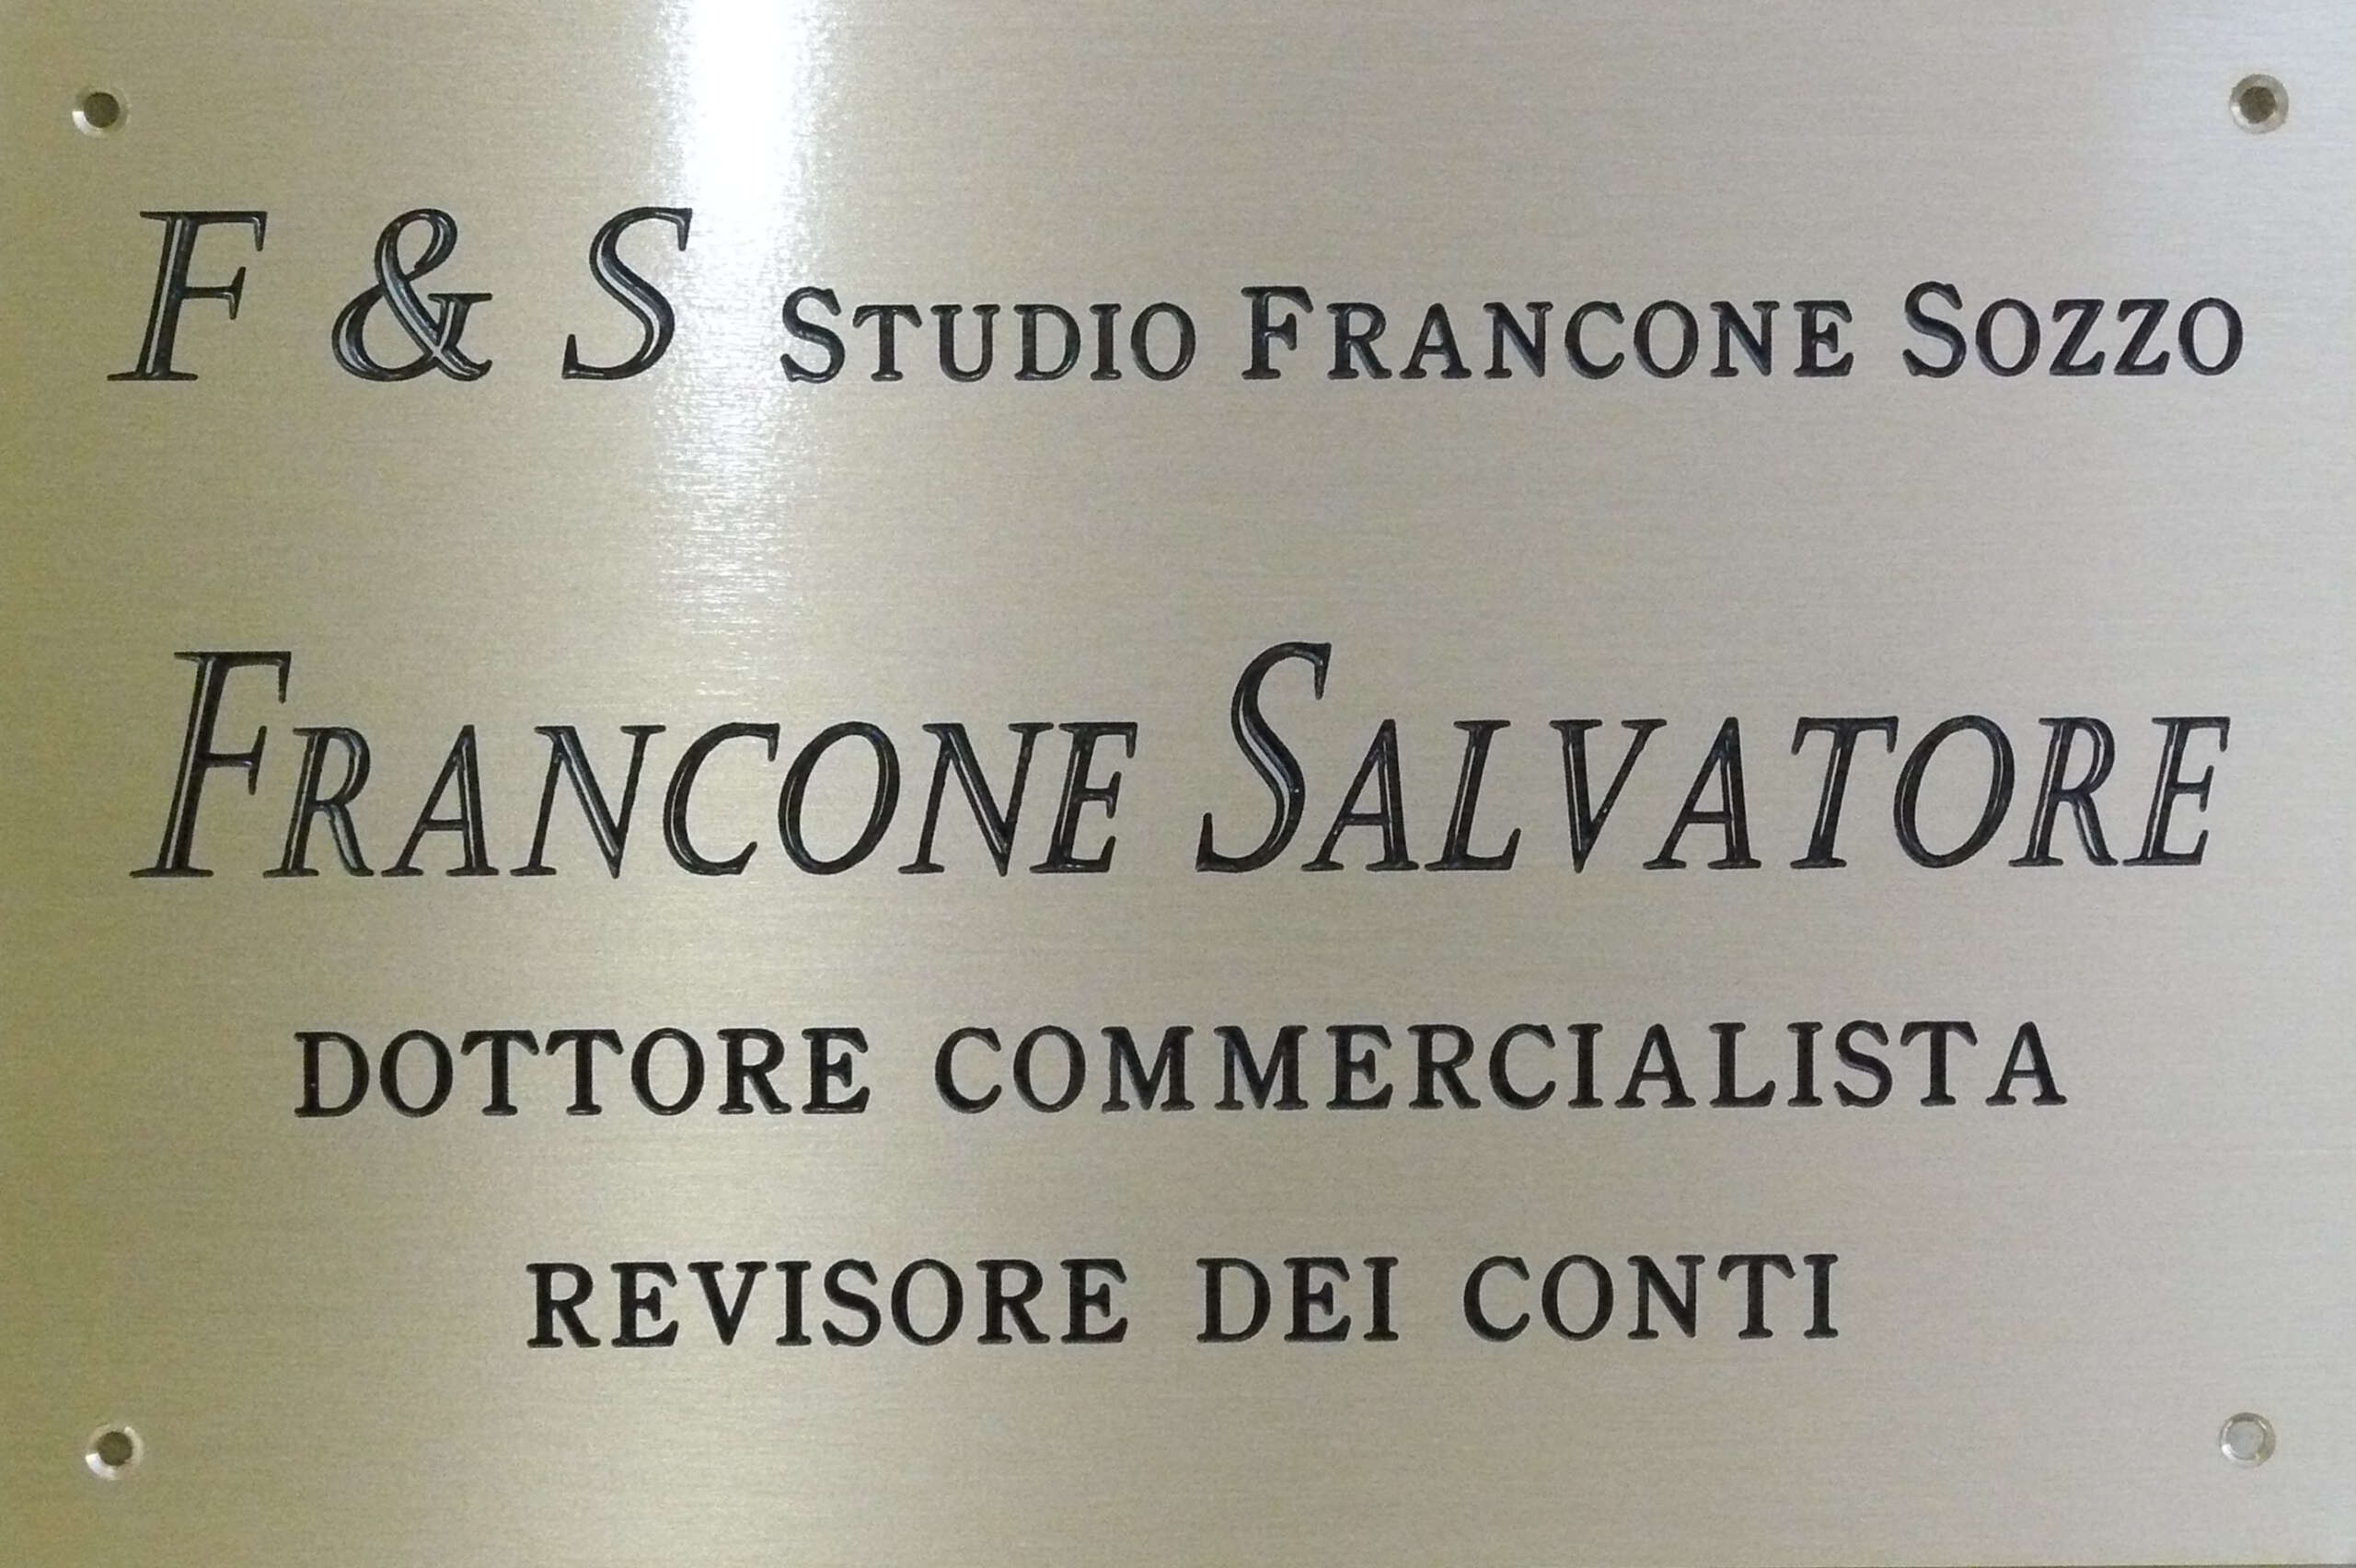 F & S STUDIO FRANCONE SOZZO
FRANCONE SALVATORE
DOTTORE COMMERCIALISTA
REVISORE DEI CONTI